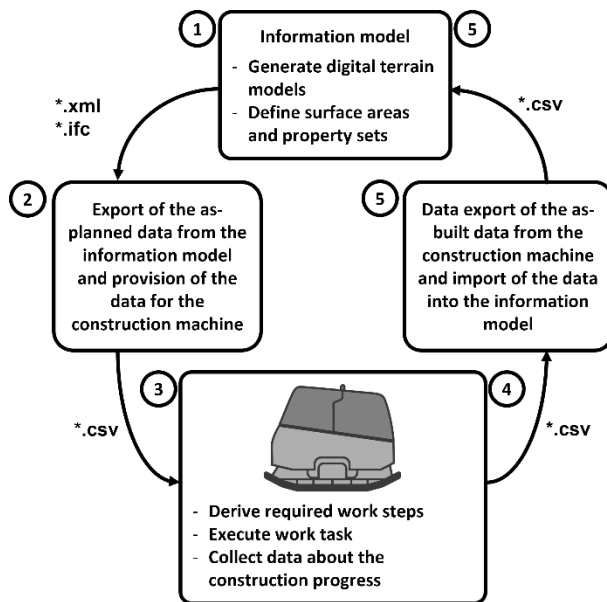 1
Information model
5
- Generate digital terrain
models
- Define surface areas
and property sets
*.xml
*.ifc
*.csv
2
Export of the as-
planned data from the
information model
and provision of the
data for the
construction machine
5
Data export of the as-
built data from the
construction machine
and import of the data
into the information
model
*.csv
3
4
*.csv
- Derive required work steps
- Execute work task
- Collect data about the
construction progress